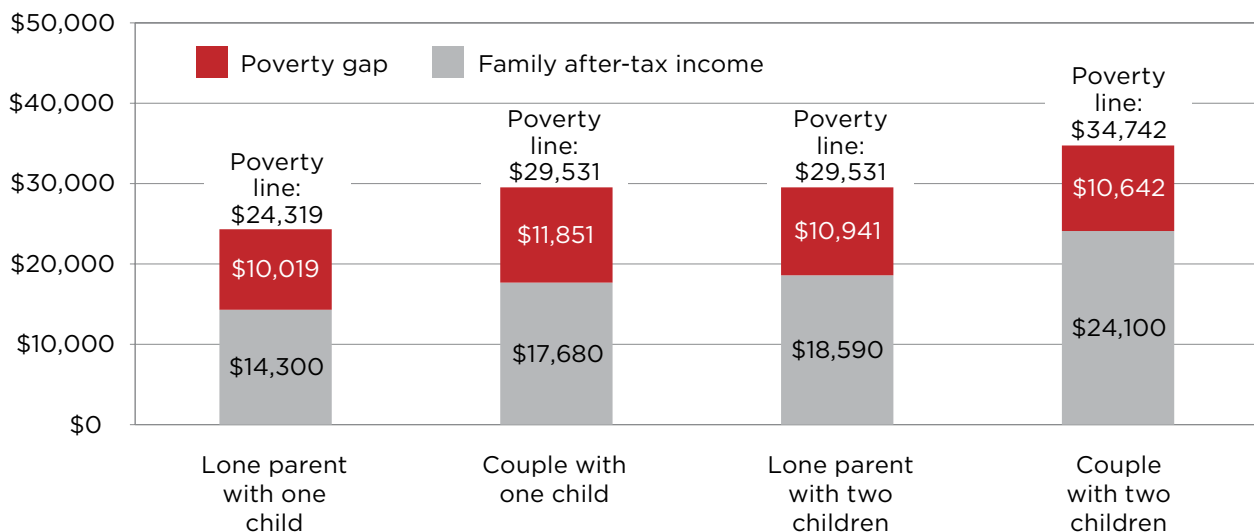 $50,000
Poverty gap
Family after-tax income
$40,000
$30,000
$20,000
$10,000
$0
Poverty
line:
$24,319
$10,019
$14,300
Poverty
line:
$29,531
$11,851
$17,680
Poverty
line:
$29,531
$10,941
$18,590
Poverty
line:
$34,742
$10,642
$24,100
Lone parent
with one
child
Couple with
one child
Lone parent
with two
children
Couple
with two
children